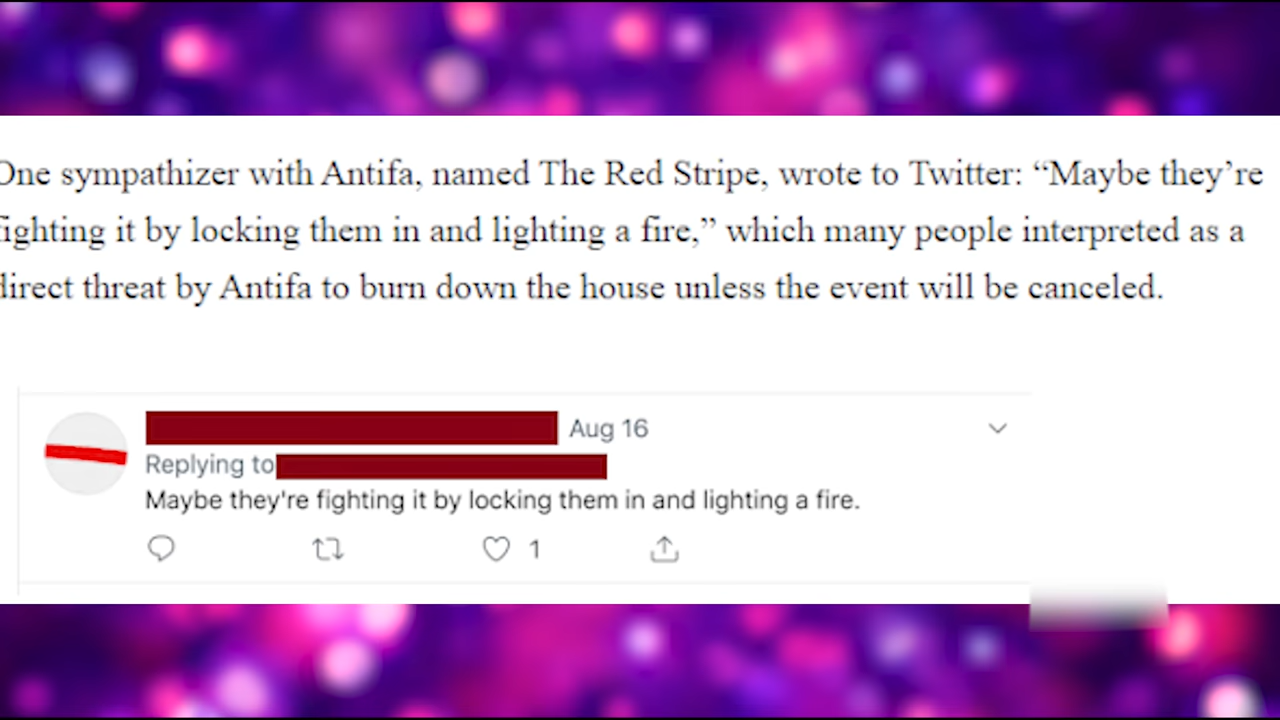 One sympathizer with Antifa, named The Red Stripe, wrote to Twitter: “Maybe they’re
fighting it by locking them in and lighting a fire,” which many people interpreted as a
direct threat by Antifa to burn down the house unless the event will be canceled.
Aug 16
Replying to
Maybe they're fighting it by locking them in and lighting a fire.
1